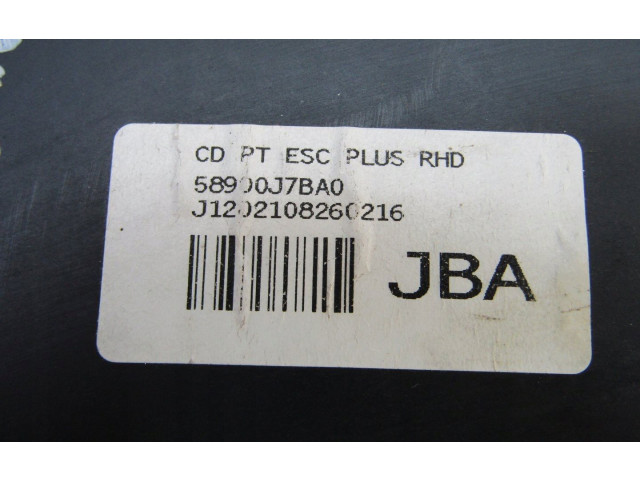 CD PT ESC PLUS RHD
58900J7BA0
J1202108260216
JBA